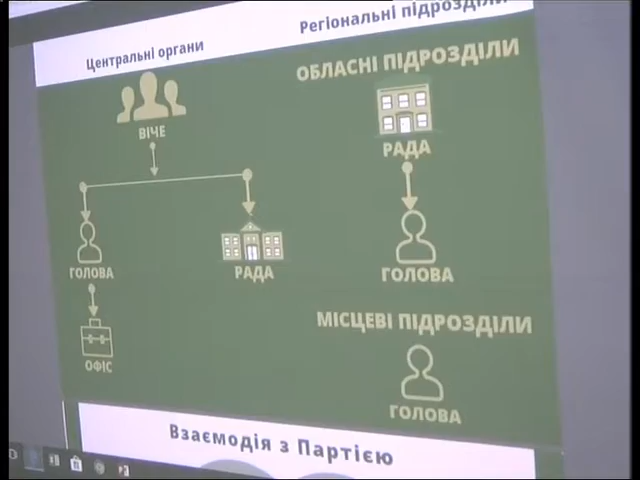 Центральні органи
Регіональні підрозділи
ВІЧЕ
ГОЛОВА
РАДА
ОФІС
ОБЛАСНІ ПІДРОЗДІЛИ
РАДА
ГОЛОВА
МІСЦЕВІ ПІДРОЗДІЛИ
ГОЛОВА
Взаємодія з Партією